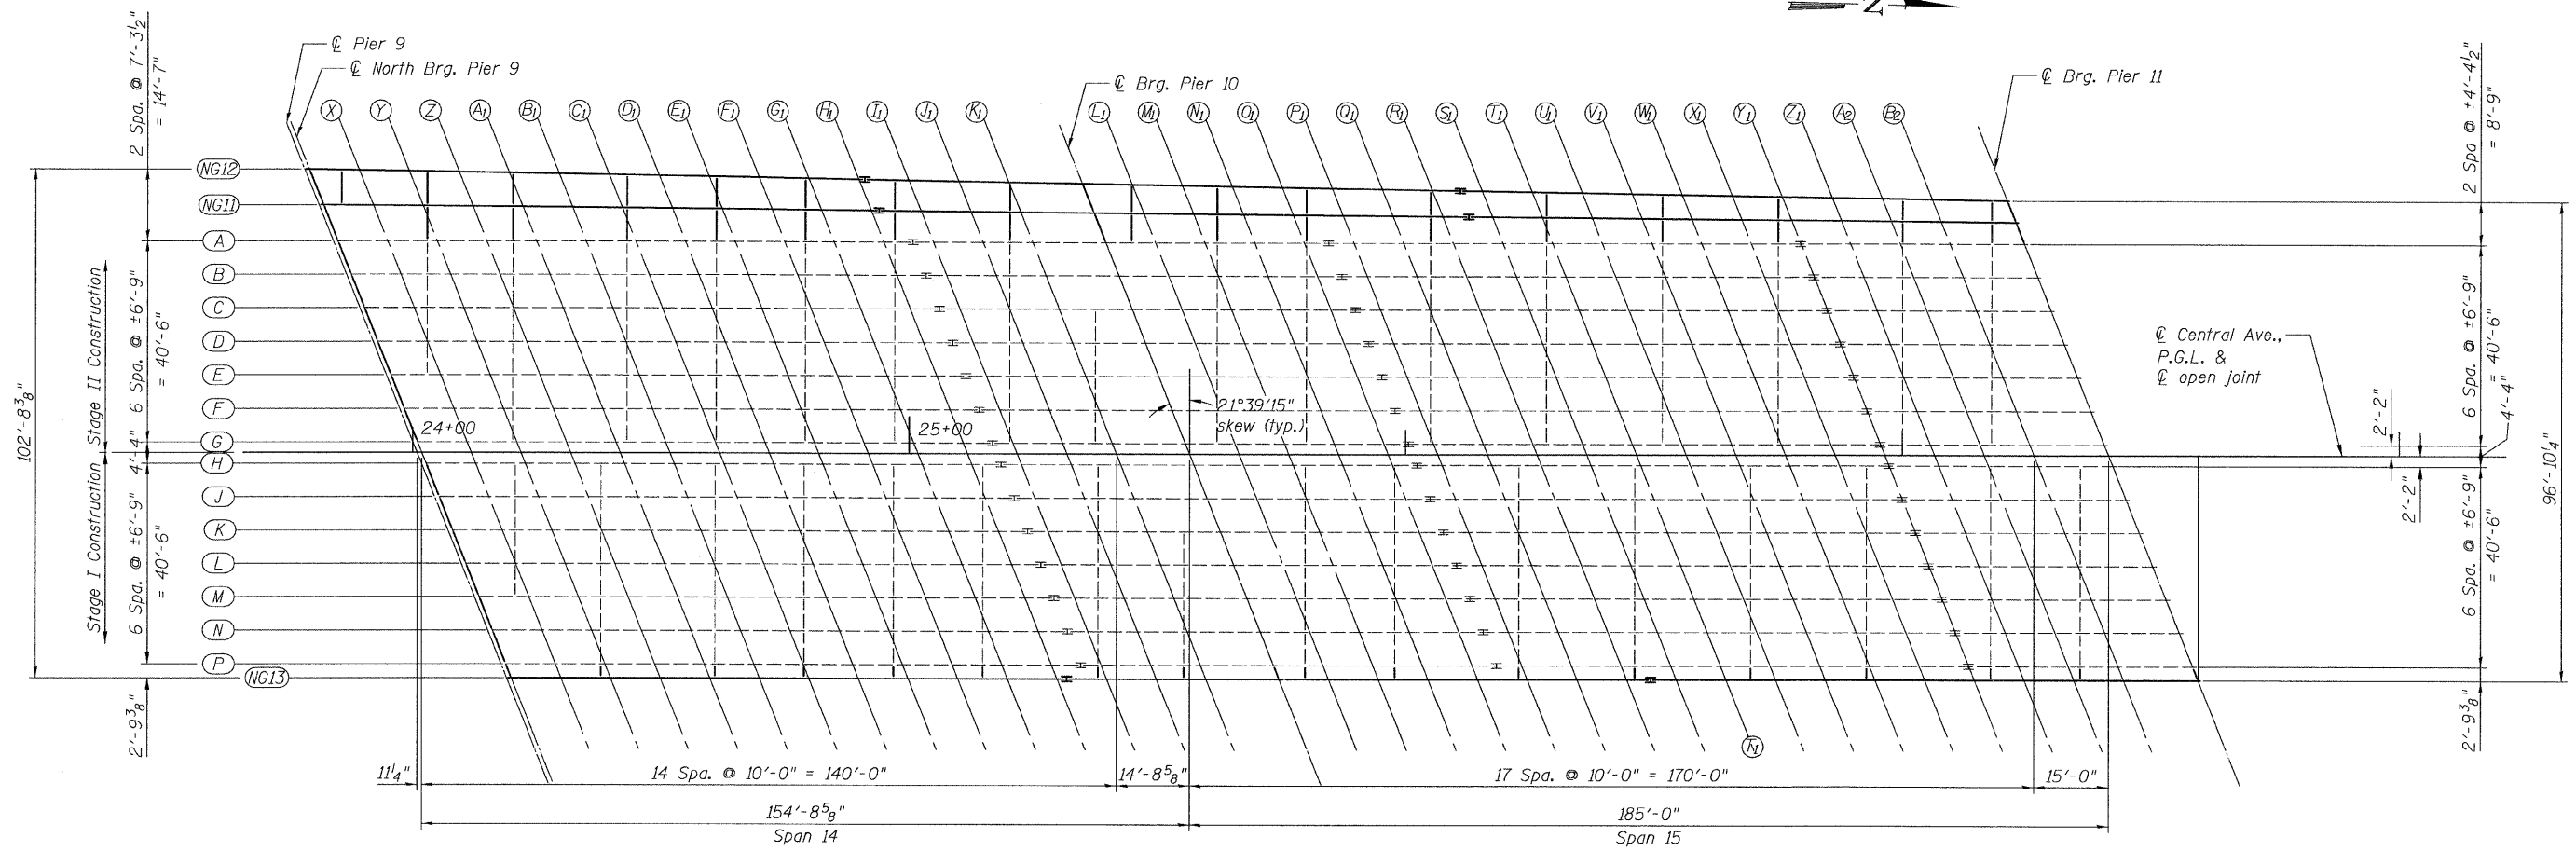 N
℄ Pier 9
℄ North Brg. Pier 9
℄ Brg. Pier 10
℄ Brg. Pier 11
X Y Z A1 B1 C1 D1 E1 F1 G1 H1 I1 J1 K1 L1 M1 N1 O1 P1 Q1 R1 S1 T1 U1 V1 W1 X1 Y1 Z1 A2 B2
2 Spa. @ 7'-3½"
= 14'-7"
2 Spa @ ±4'-4½"
= 8'-9"
NG12
NG11
A
B
C
D
E
F
G
H
J
K
L
M
N
P
NG13
102'-8⅜"
Stage II Construction
Stage I Construction
6 Spa. @ ±6'-9"
= 40'-6"
4'-4"
6 Spa. @ ±6'-9"
= 40'-6"
2'-9⅜"
24+00
25+00
21°39'15"
skew (typ.)
℄ Central Ave.,
P.G.L. &
℄ open joint
2'-2"
2'-2"
6 Spa. @ ±6'-9"
= 40'-6"
4'-4"
6 Spa. @ ±6'-9"
= 40'-6"
96'-10¼"
2'-9⅜"
11¼"
14 Spa. @ 10'-0" = 140'-0"
14'-8⅝"
17 Spa. @ 10'-0" = 170'-0"
15'-0"
154'-8⅝"
Span 14
185'-0"
Span 15